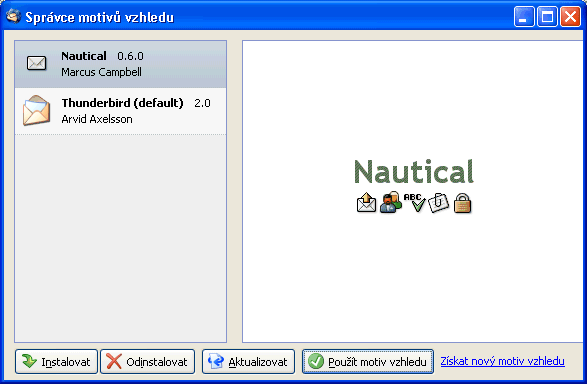 Správce motivů vzhledu
Nautical 0.6.0
Marcus Campbell
Thunderbird (default) 2.0
Arvid Axelsson
Nautical
ABC
Instalovat Odinstalovat Aktualizovat Použít motiv vzhledu Získat nový motiv vzhledu